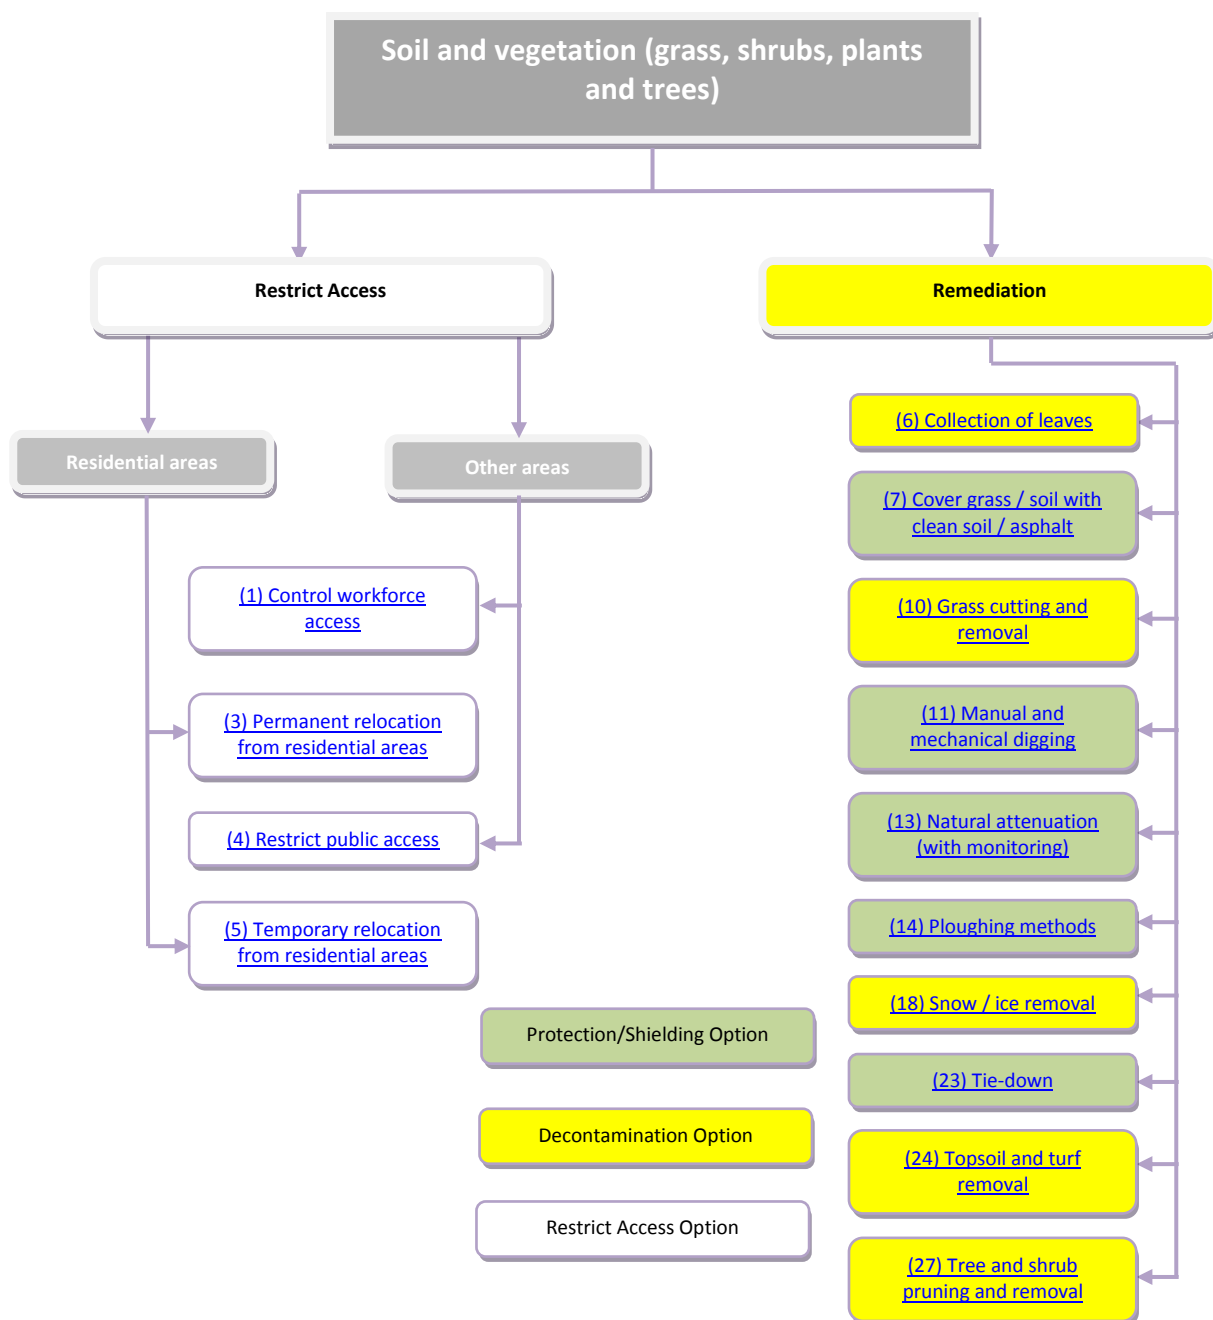 Soil and vegetation (grass, shrubs, plants
and trees)
Restrict Access
Remediation
Residential areas
Other areas
(1) Control workforce
access
(3) Permanent relocation
from residential areas
(4) Restrict public access
(5) Temporary relocation
from residential areas
(6) Collection of leaves
(7) Cover grass / soil with
clean soil / asphalt
(10) Grass cutting and
removal
(11) Manual and
mechanical digging
(13) Natural attenuation
(with monitoring)
(14) Ploughing methods
(18) Snow / ice removal
(23) Tie-down
(24) Topsoil and turf
removal
(27) Tree and shrub
pruning and removal
Protection/Shielding Option
Decontamination Option
Restrict Access Option